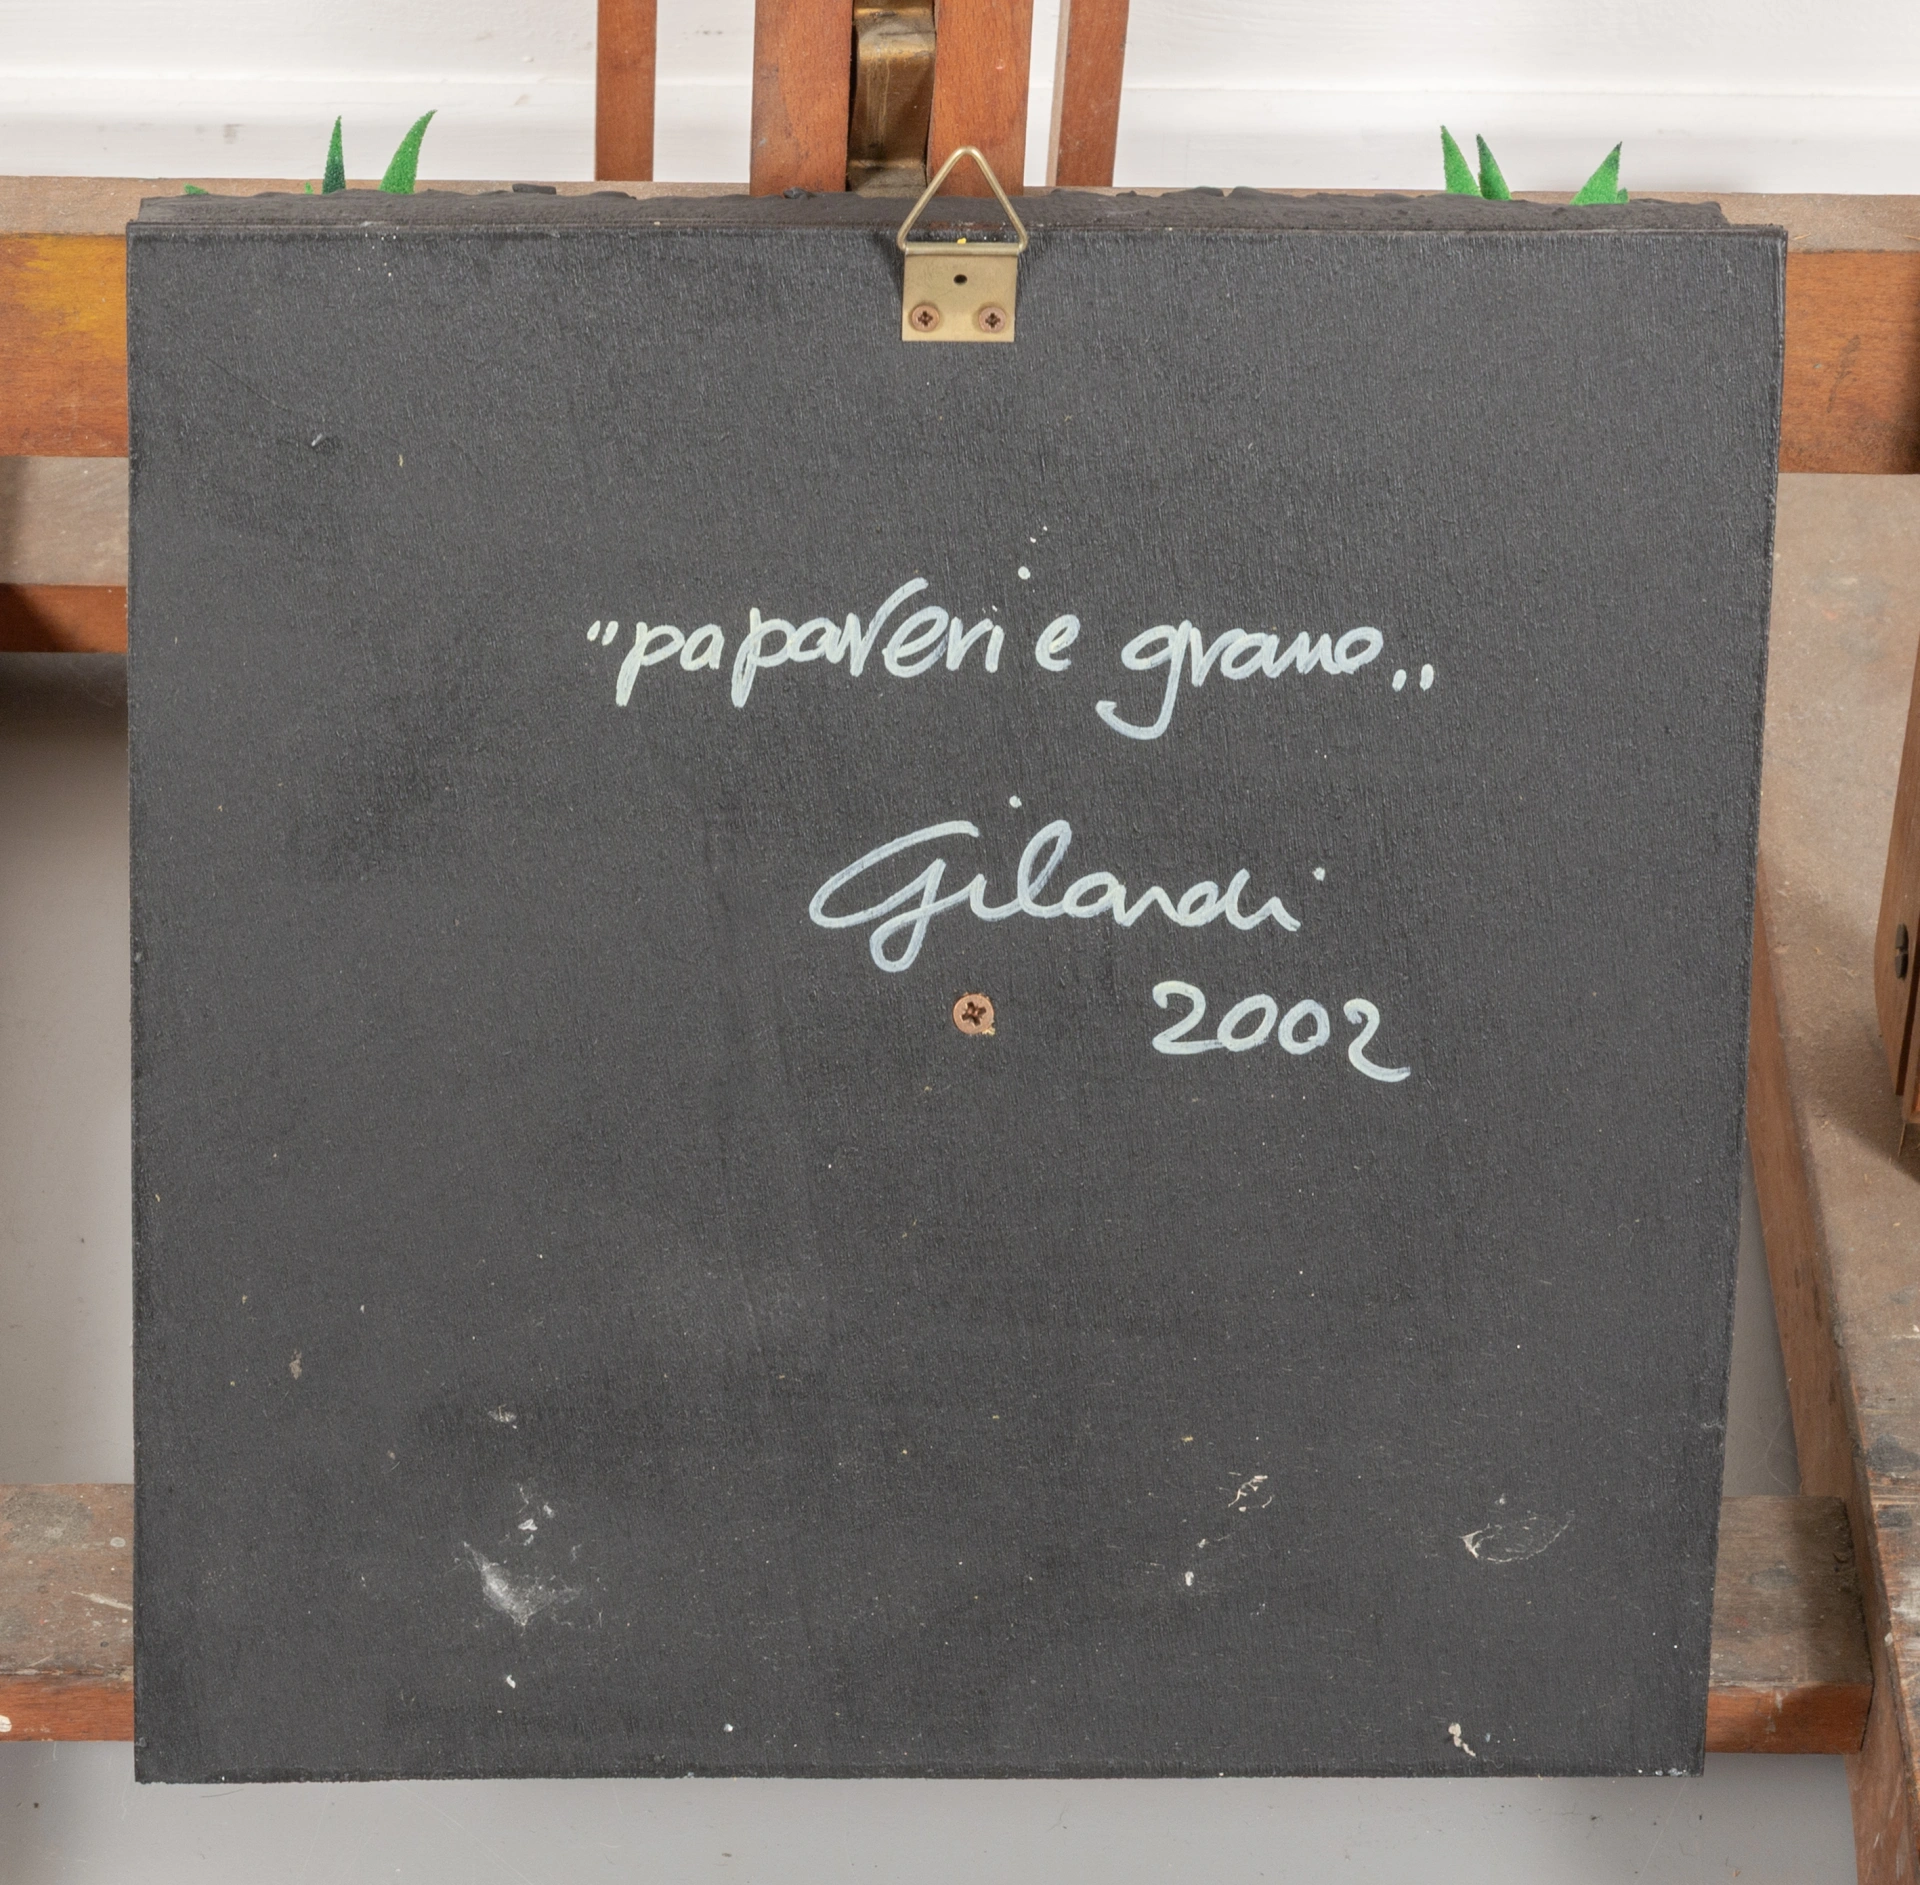 "papaveri e grano„
Gilardi
2002